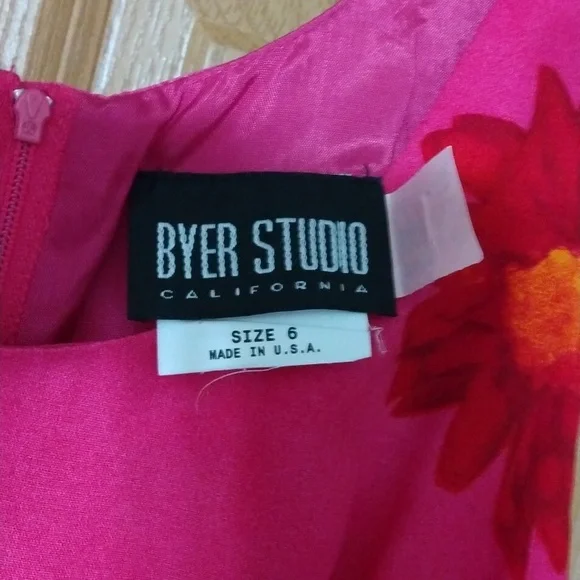 BYER STUDIO
CALIFORNIA
SIZE 6
MADE IN U.S.A.